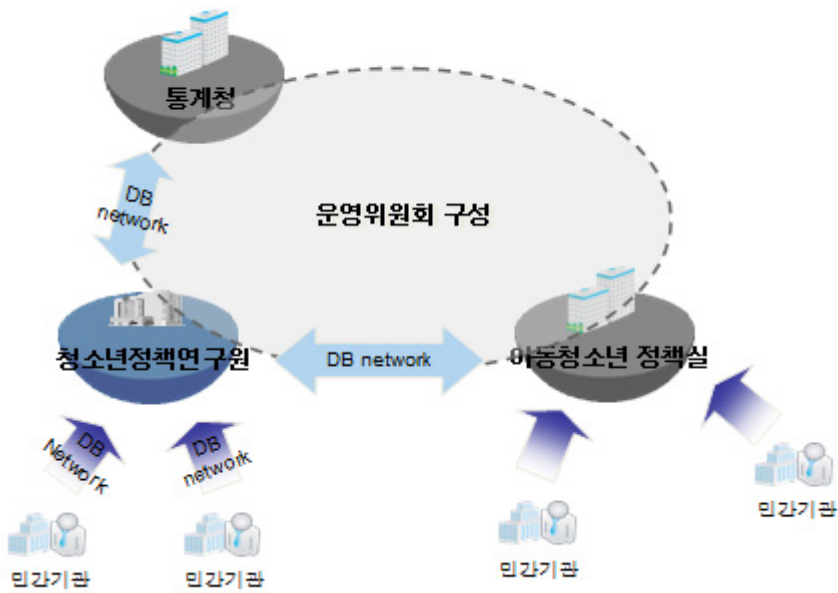 통계청
DB
network
운영위원회 구성
청소년정책연구원
DB network
아동청소년 정책실
DB
Network
DB
network
민간기관
민간기관
민간기관
민간기관